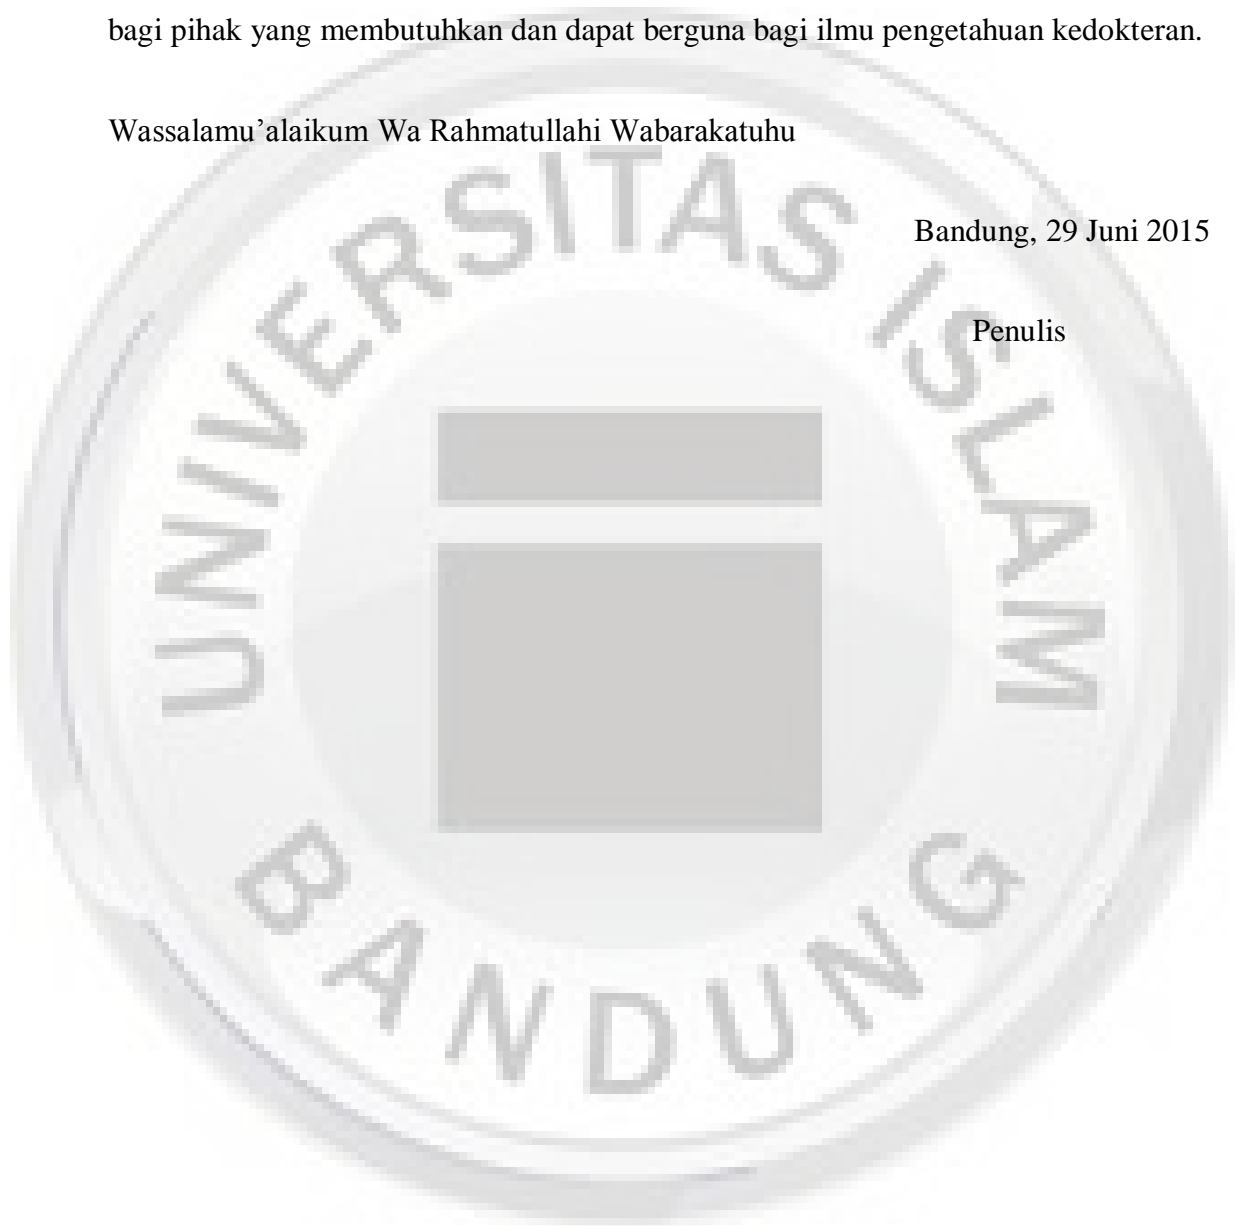 bagi pihak yang membutuhkan dan dapat berguna bagi ilmu pengetahuan kedokteran.
Wassalamu’alaikum Wa Rahmatullahi Wabarakatuhu
Bandung, 29 Juni 2015
Penulis
UNIVERSITAS ISLAM
BANDUNG